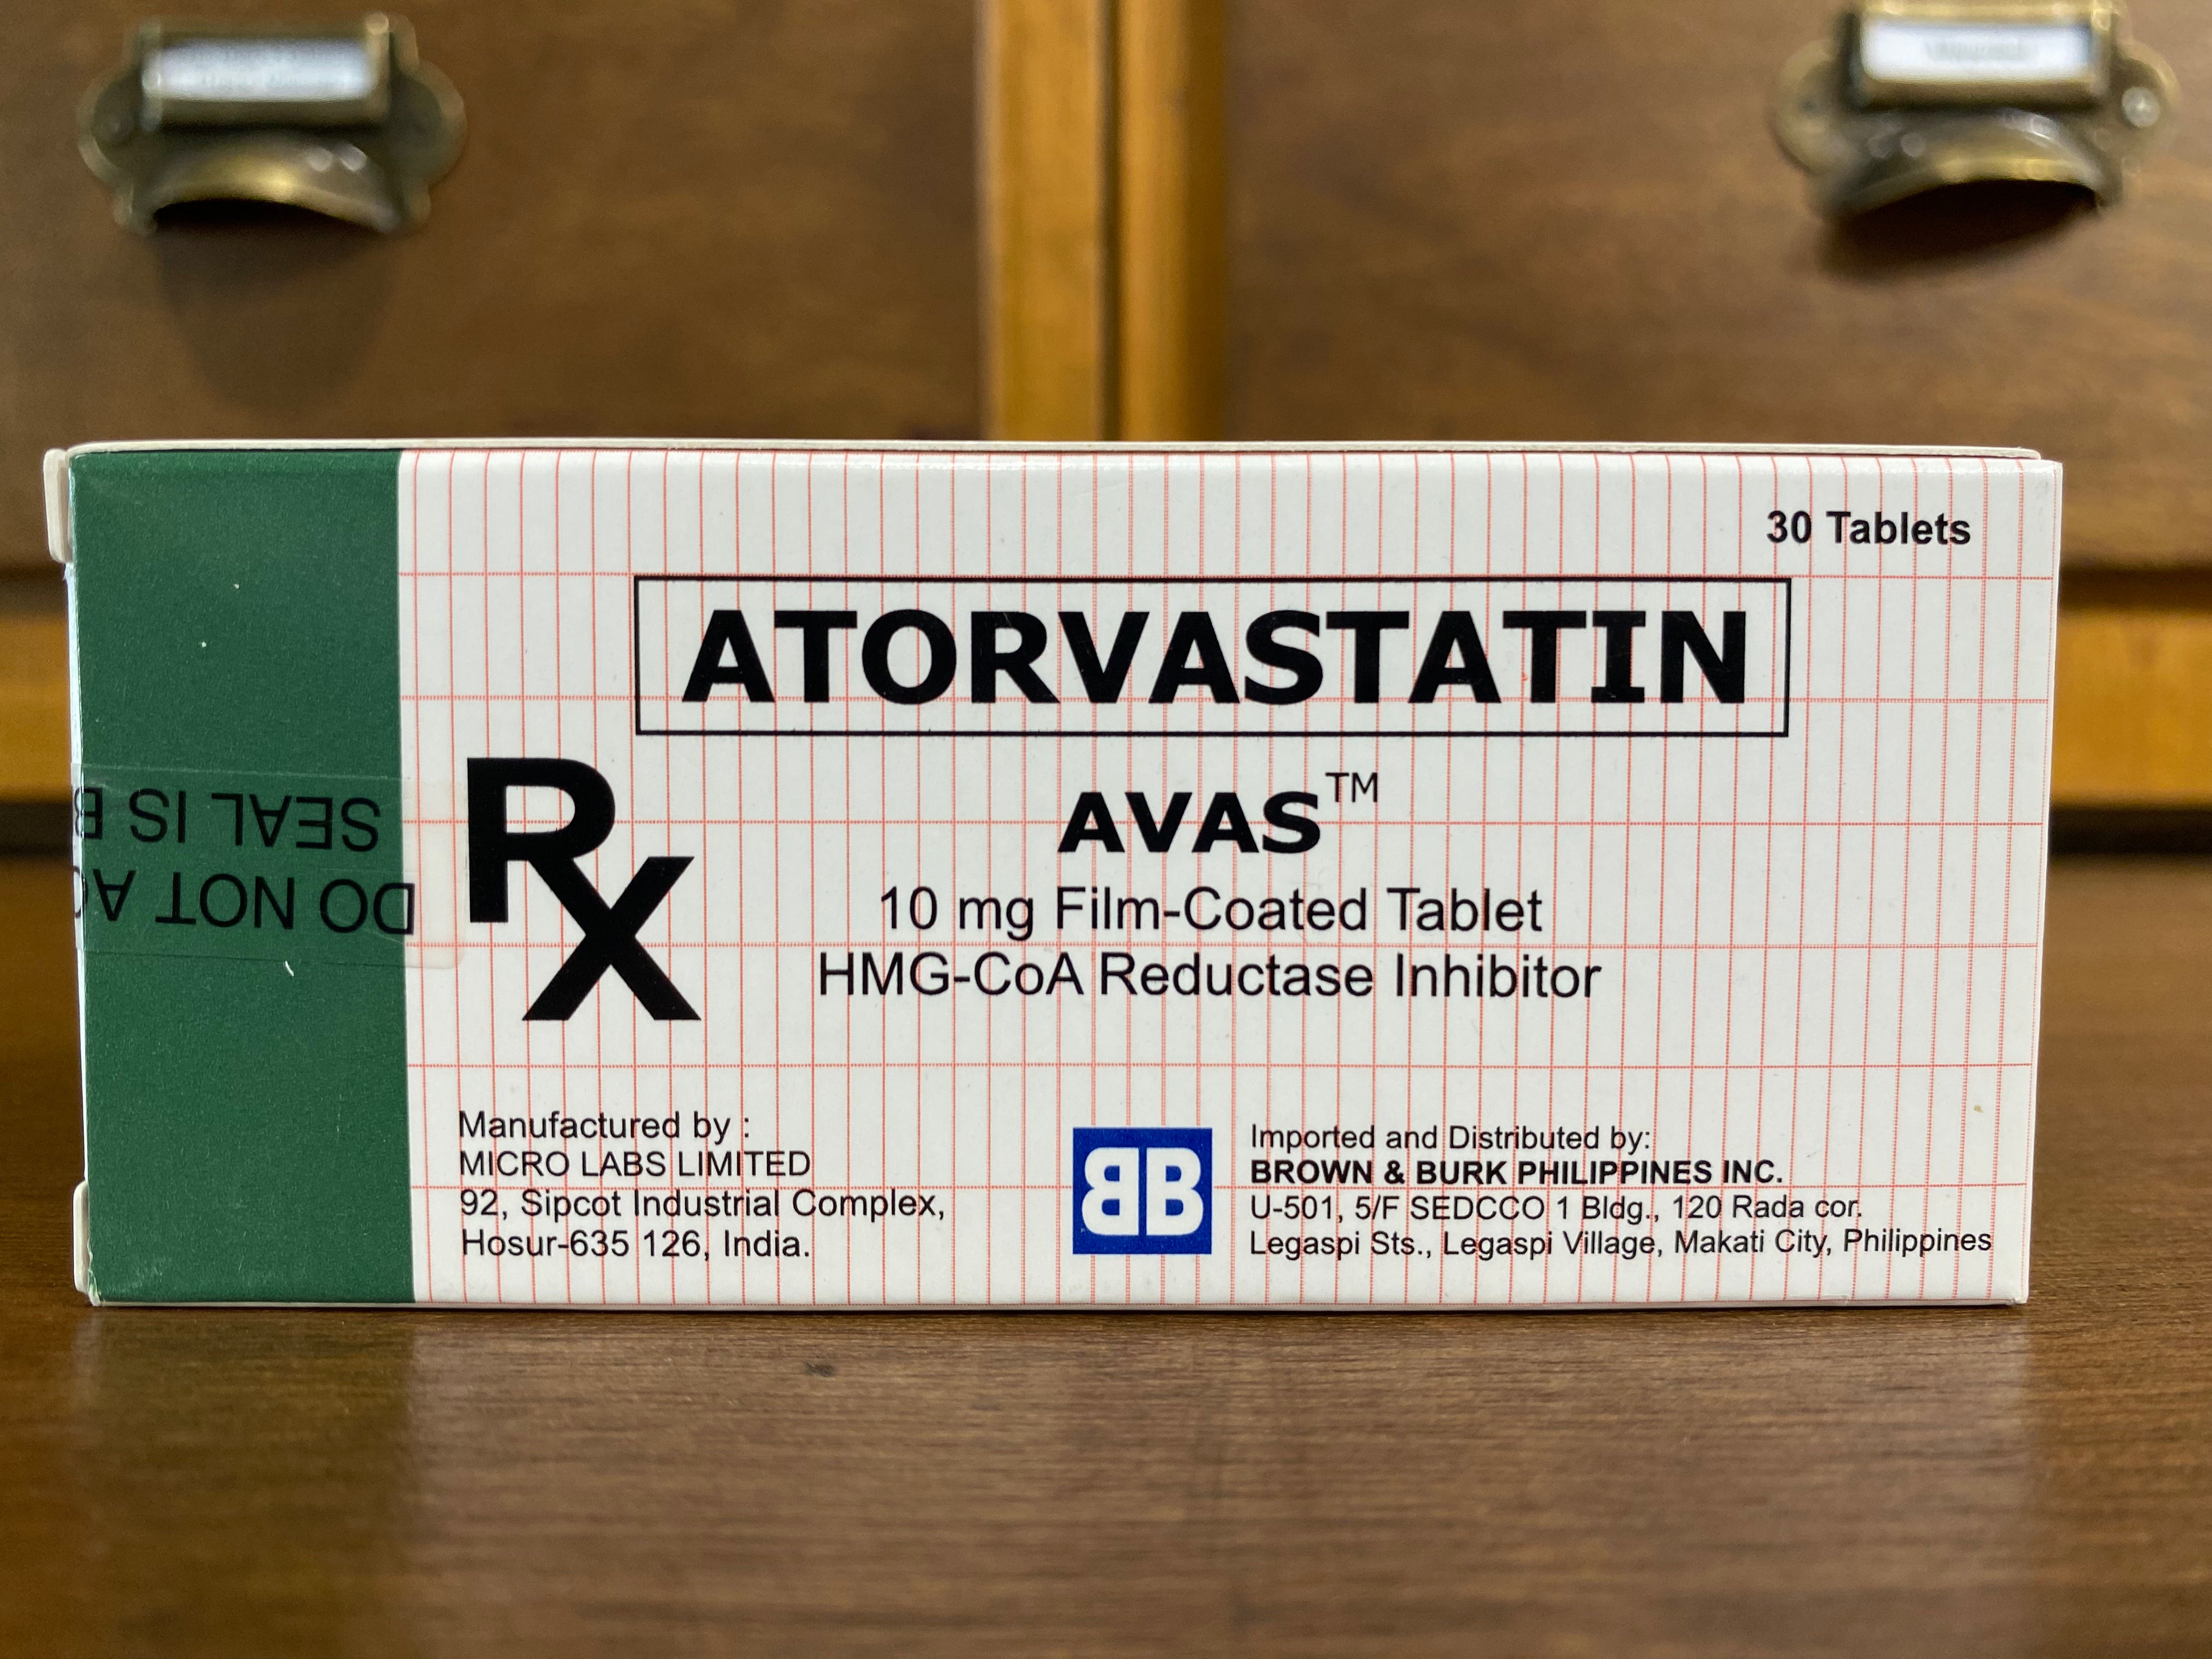 30 Tablets
ATORVASTATIN
Rx
AVAS™
10 mg Film-Coated Tablet
HMG-CoA Reductase Inhibitor
Manufactured by :
MICRO LABS LIMITED
92, Sipcot Industrial Complex,
Hosur-635 126, India.
BB
Imported and Distributed by:
BROWN & BURK PHILIPPINES INC.
U-501, 5/F SEDCCO 1 Bldg., 120 Rada cor.
Legaspi Sts., Legaspi Village, Makati City, Philippines
DO NOT
SEAL IS